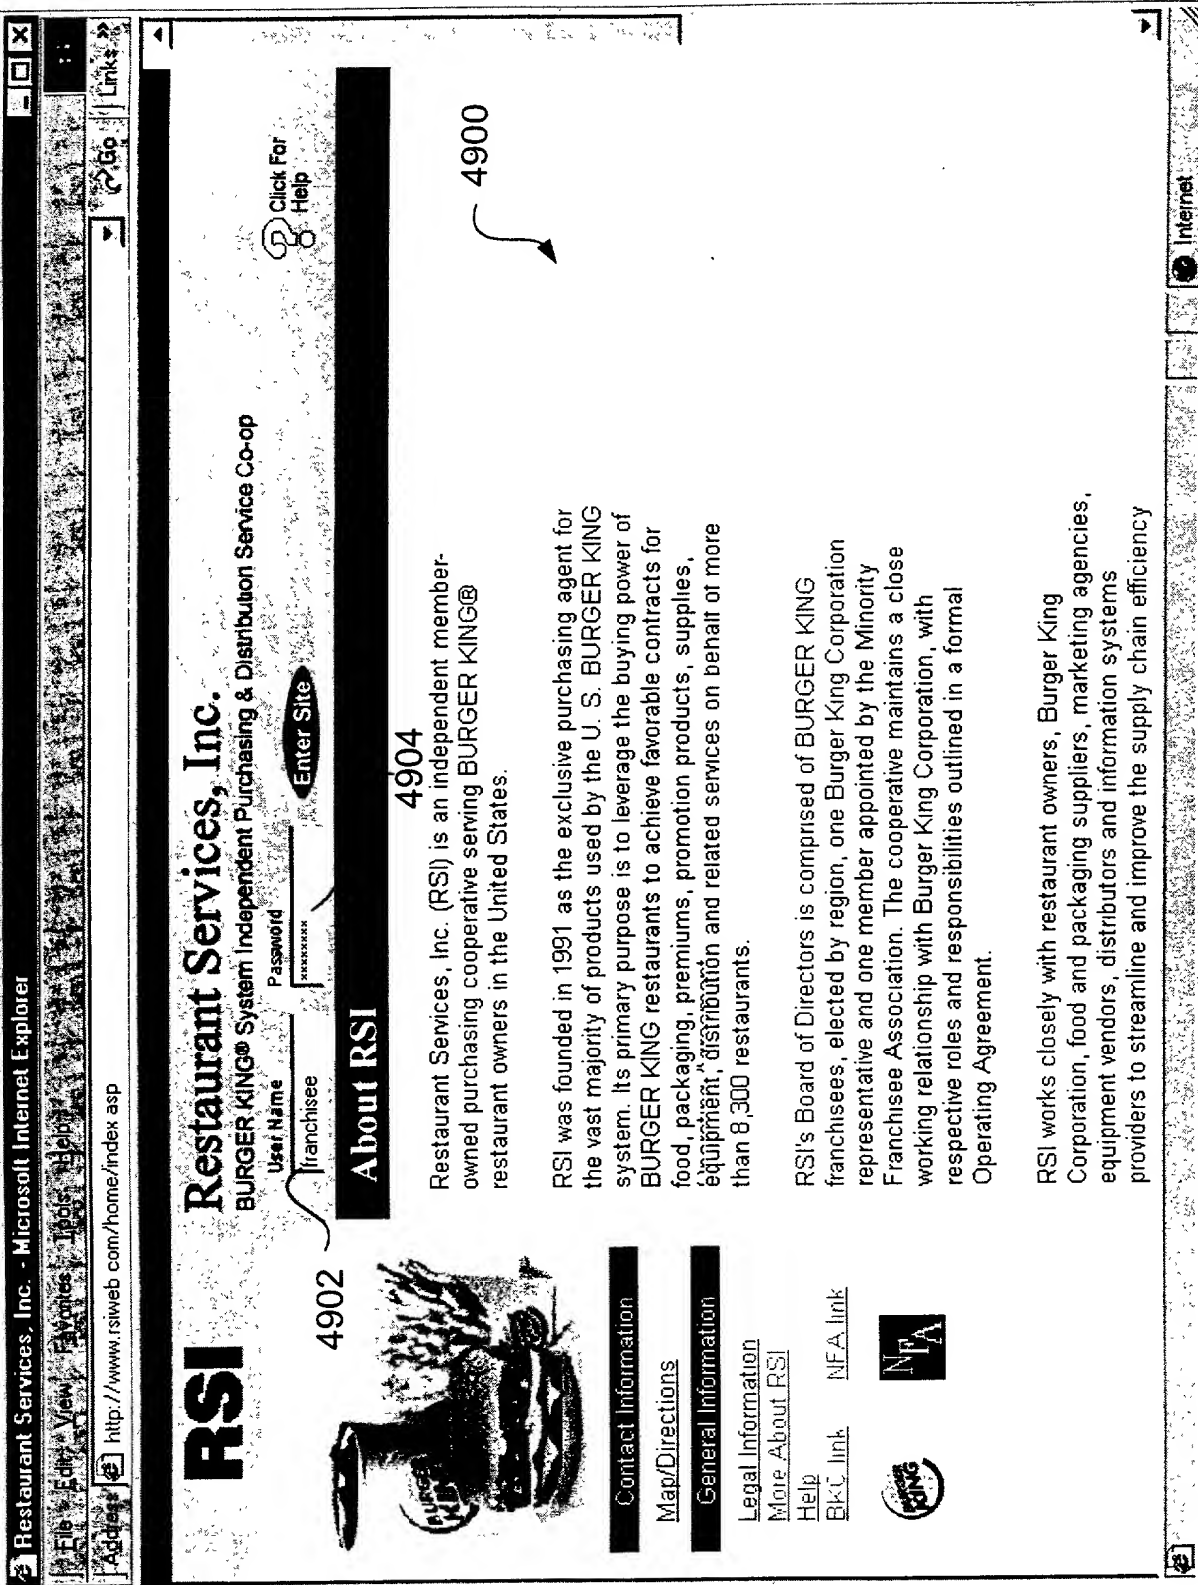 Restaurant Services, Inc. - Microsoft Internet Explorer
File Edit View Favorites Tools Help
Address http://www.rsiweb com/home/index asp Go Links »
RSI
Restaurant Services, Inc.
BURGER KING® System Independent Purchasing & Distribution Service Co-op
User Name Password
franchisee xxxxxxxx Enter Site
Click For
Help
4902
4904
4900
BURGER
KING
Contact Information
Map/Directions
General Information
Legal Information
More About RSI
Help
BKC link NFA link
BURGER
KING
NFA
About RSI
Restaurant Services, Inc. (RSI) is an independent member-
owned purchasing cooperative serving BURGER KING®
restaurant owners in the United States.
RSI was founded in 1991 as the exclusive purchasing agent for
the vast majority of products used by the U. S. BURGER KING
system. Its primary purpose is to leverage the buying power of
BURGER KING restaurants to achieve favorable contracts for
food, packaging, premiums, promotion products, supplies,
equipment, distribution and related services on behalf of more
than 8,300 restaurants.
RSI's Board of Directors is comprised of BURGER KING
franchisees, elected by region, one Burger King Corporation
representative and one member appointed by the Minority
Franchisee Association. The cooperative maintains a close
working relationship with Burger King Corporation, with
respective roles and responsibilities outlined in a formal
Operating Agreement.
RSI works closely with restaurant owners, Burger King
Corporation, food and packaging suppliers, marketing agencies,
equipment vendors, distributors and information systems
providers to streamline and improve the supply chain efficiency
Internet